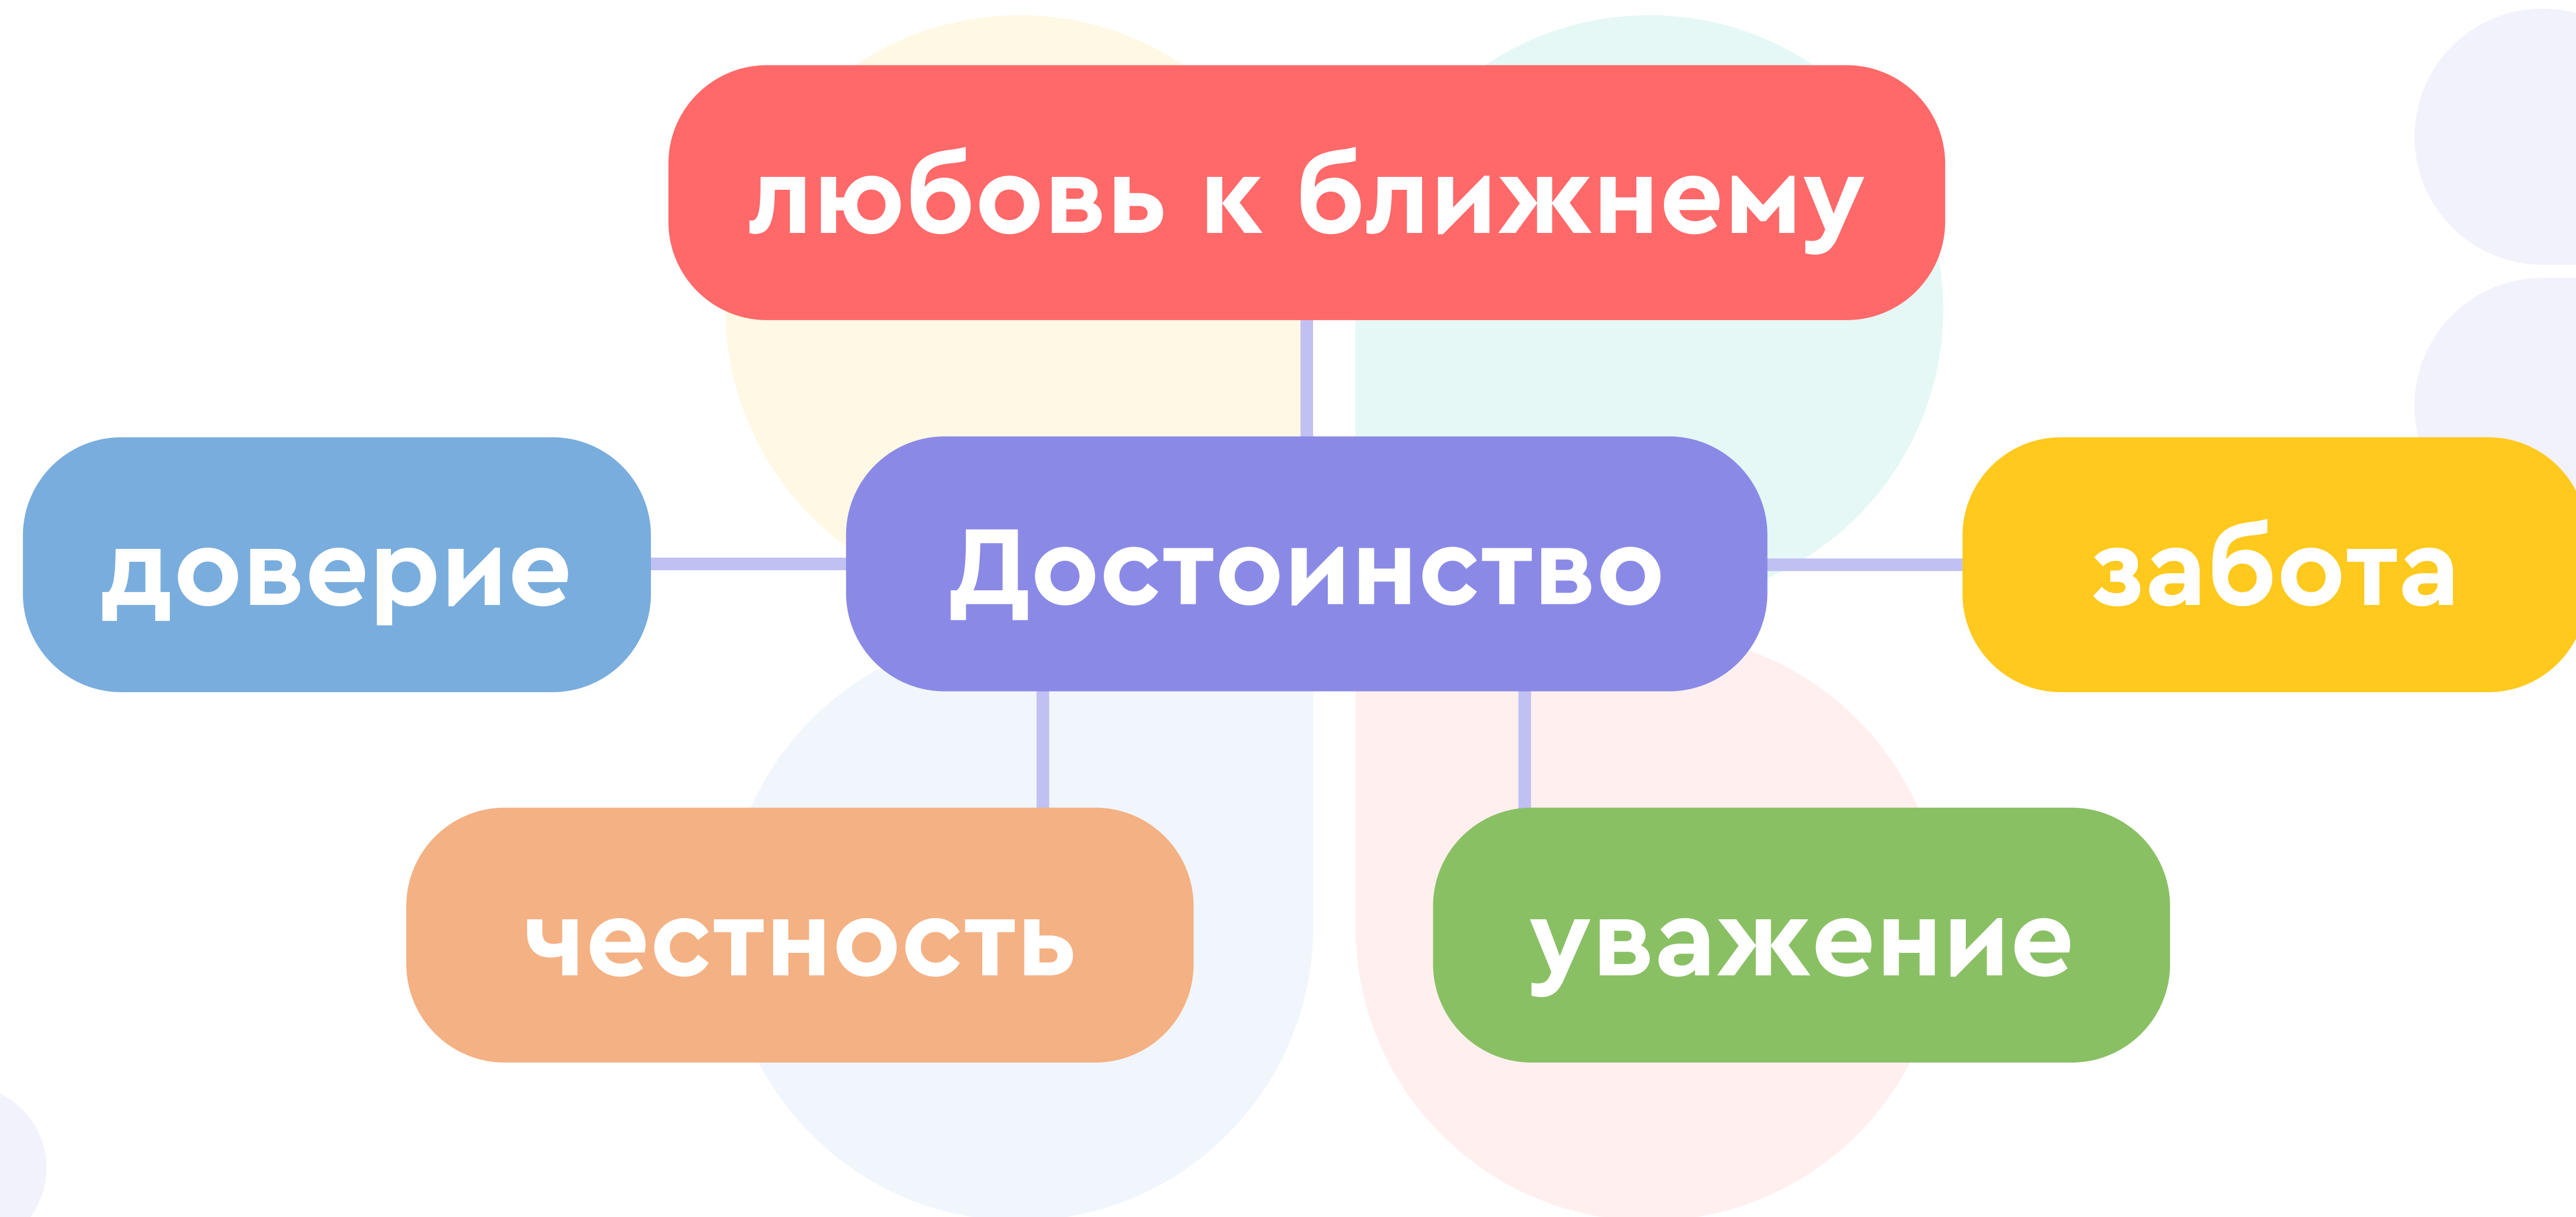 любовь к ближнему
доверие
Достоинство
забота
честность
уважение